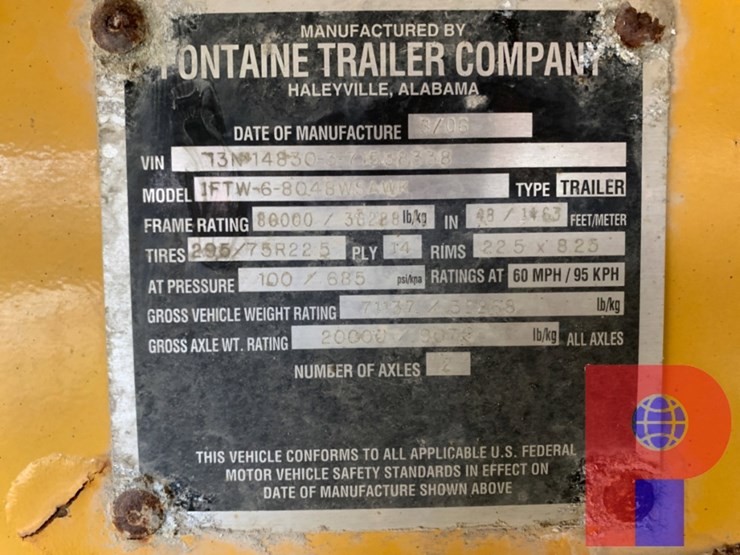 MANUFACTURED BY
FONTAINE TRAILER COMPANY
HALEYVILLE, ALABAMA
DATE OF MANUFACTURE
VIN
MODEL TYPE TRAILER
FRAME RATING 80000 / 36288 lb/kg IN 48 / 14.63 FEET/METER
TIRES 295/75R22.5 PLY 14 RIMS 22.5 x 8.25
AT PRESSURE 100 / 685 psi/kpa RATINGS AT 60 MPH / 95 KPH
GROSS VEHICLE WEIGHT RATING lb/kg
GROSS AXLE WT. RATING 20000 / lb/kg ALL AXLES
NUMBER OF AXLES
THIS VEHICLE CONFORMS TO ALL APPLICABLE U.S. FEDERAL
MOTOR VEHICLE SAFETY STANDARDS IN EFFECT ON
DATE OF MANUFACTURE SHOWN ABOVE